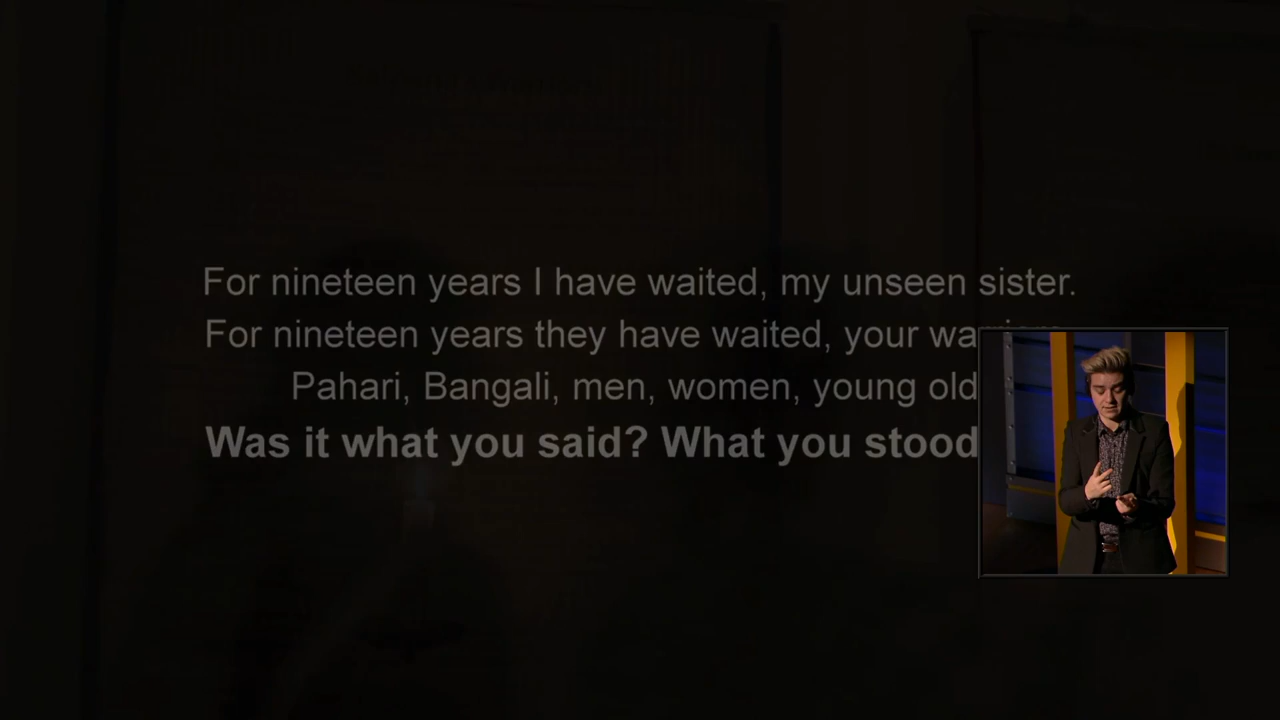 For nineteen years I have waited, my unseen sister.
For nineteen years they have waited, your
Pahari, Bangali, men, women, young old
Was it what you said? What you stood